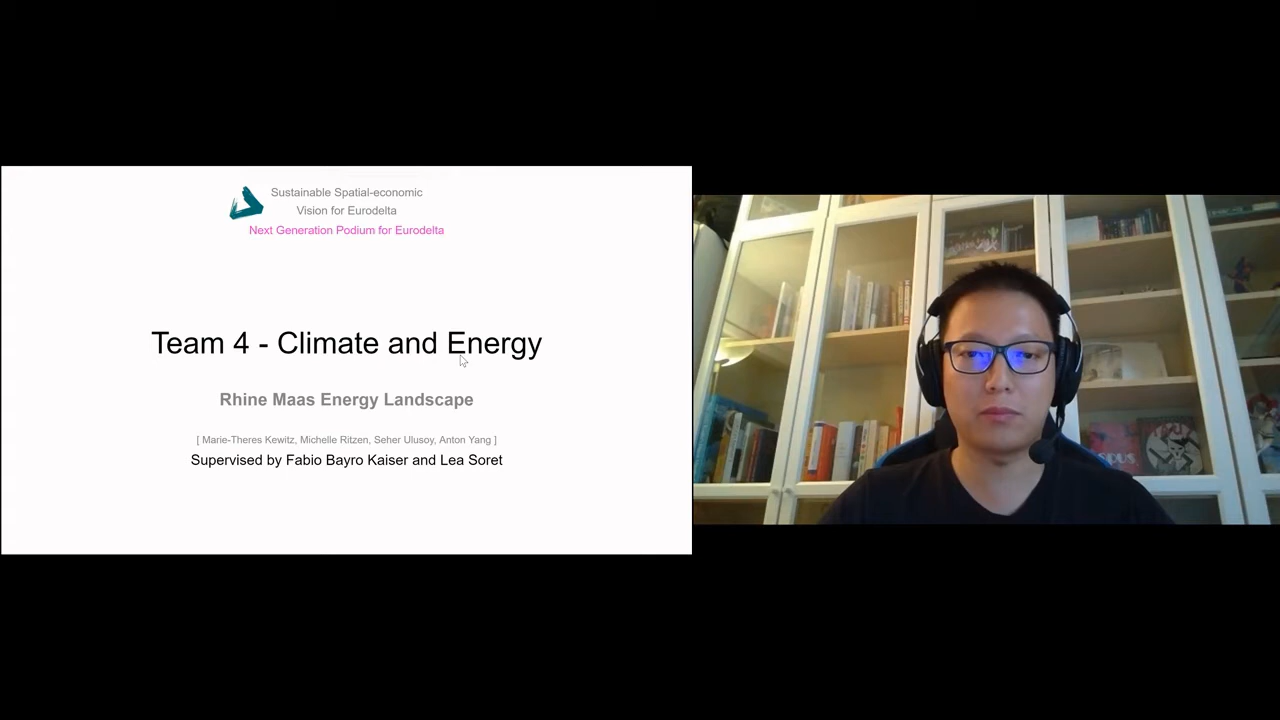 Sustainable Spatial-economic
Vision for Eurodelta
Next Generation Podium for Eurodelta
Team 4 - Climate and Energy
Rhine Maas Energy Landscape
[ Marie-Theres Kewitz, Michelle Ritzen, Seher Ulusoy, Anton Yang ]
Supervised by Fabio Bayro Kaiser and Lea Soret